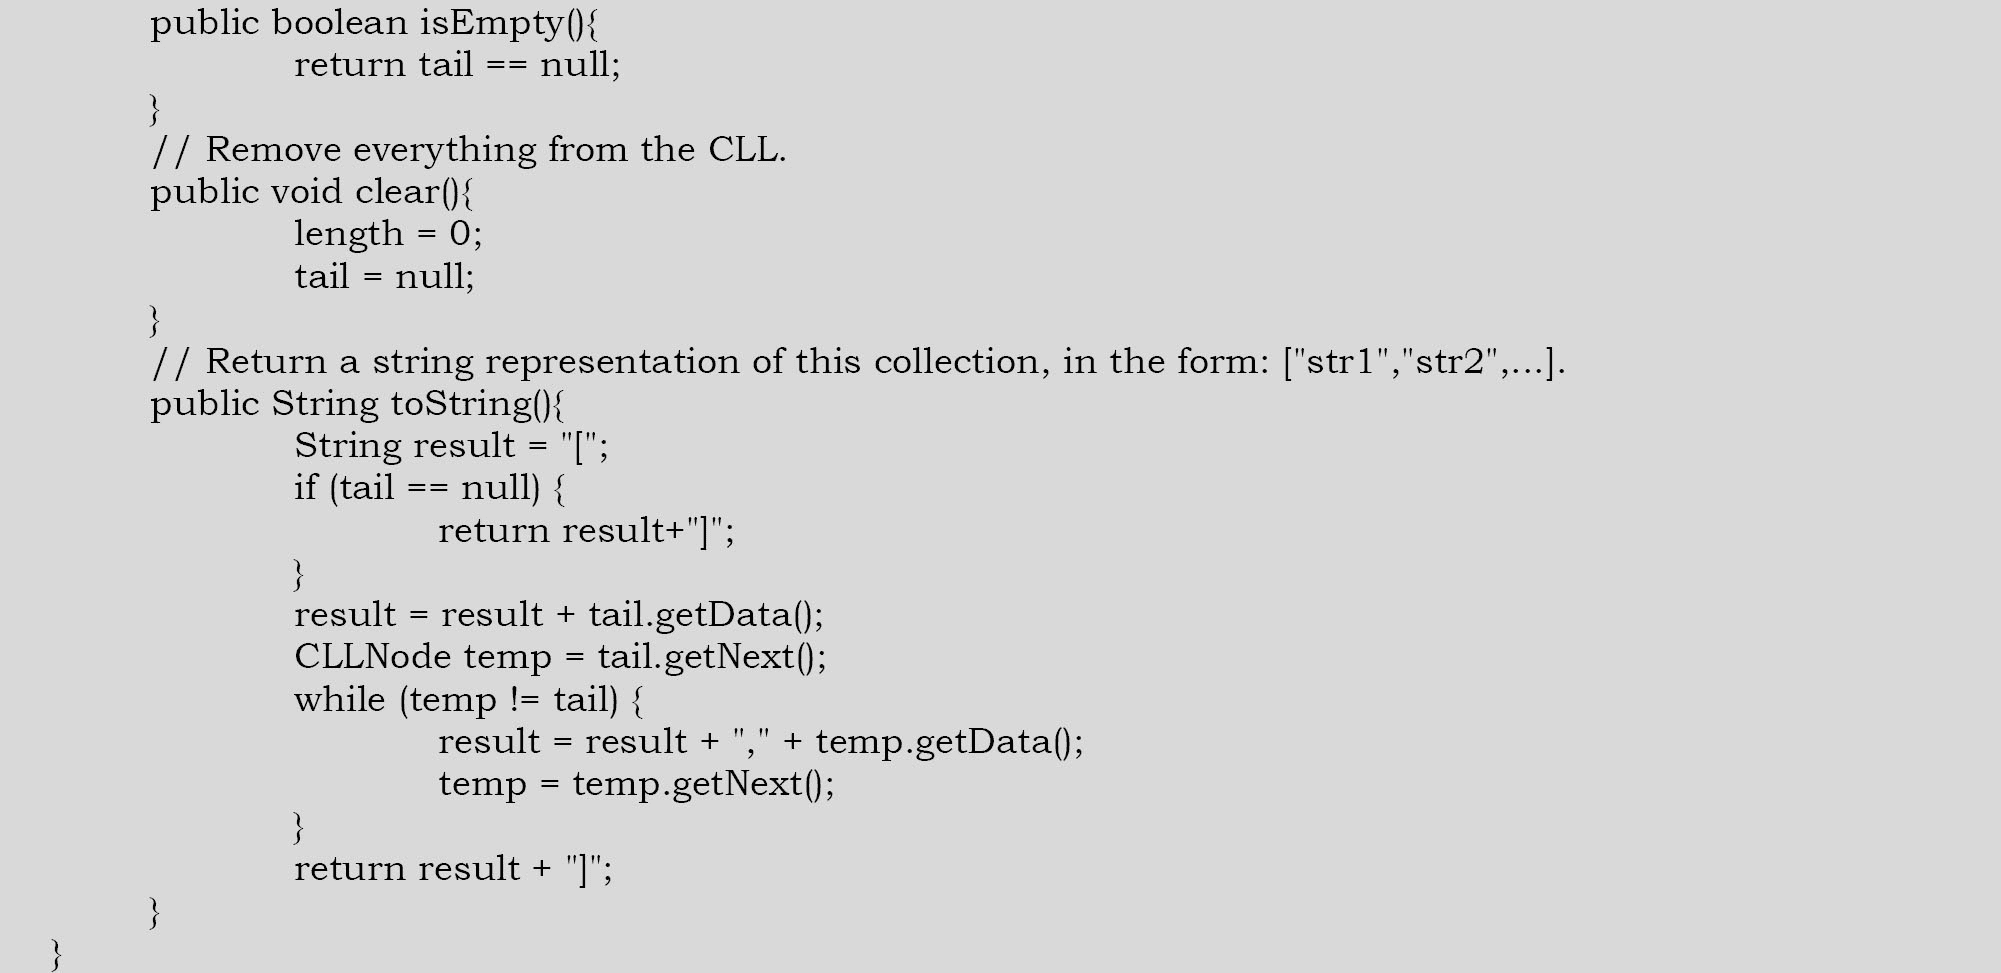 public boolean isEmpty(){
return tail == null;
}
// Remove everything from the CLL.
public void clear(){
length = 0;
tail = null;
}
// Return a string representation of this collection, in the form: ["str1","str2",...].
public String toString(){
String result = "[";
if (tail == null) {
return result+"]";
}
result = result + tail.getData();
CLLNode temp = tail.getNext();
while (temp != tail) {
result = result + "," + temp.getData();
temp = temp.getNext();
}
return result + "]";
}
}